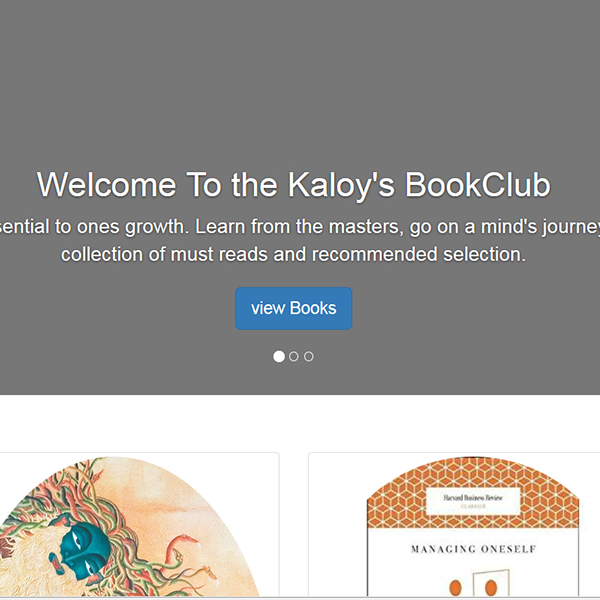 Welcome To the Kaloy's BookClub
sential to ones growth. Learn from the masters, go on a mind's journey
collection of must reads and recommended selection.
view Books
Harvard Business Review
CLASSICS
MANAGING ONESELF